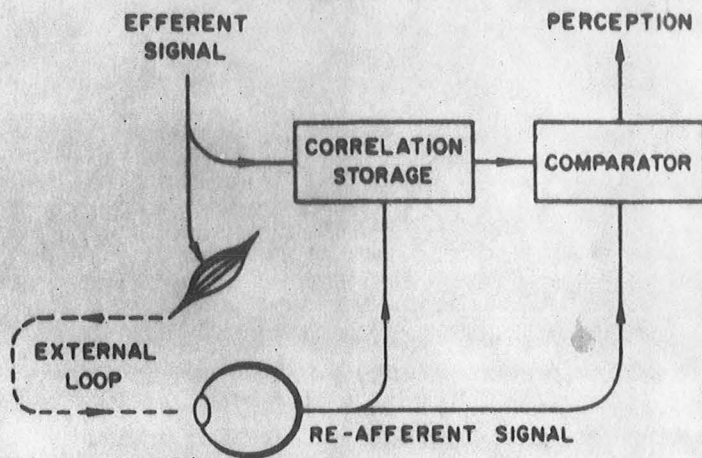 EFFERENT
SIGNAL
PERCEPTION
CORRELATION
STORAGE
COMPARATOR
EXTERNAL
LOOP
RE-AFFERENT SIGNAL